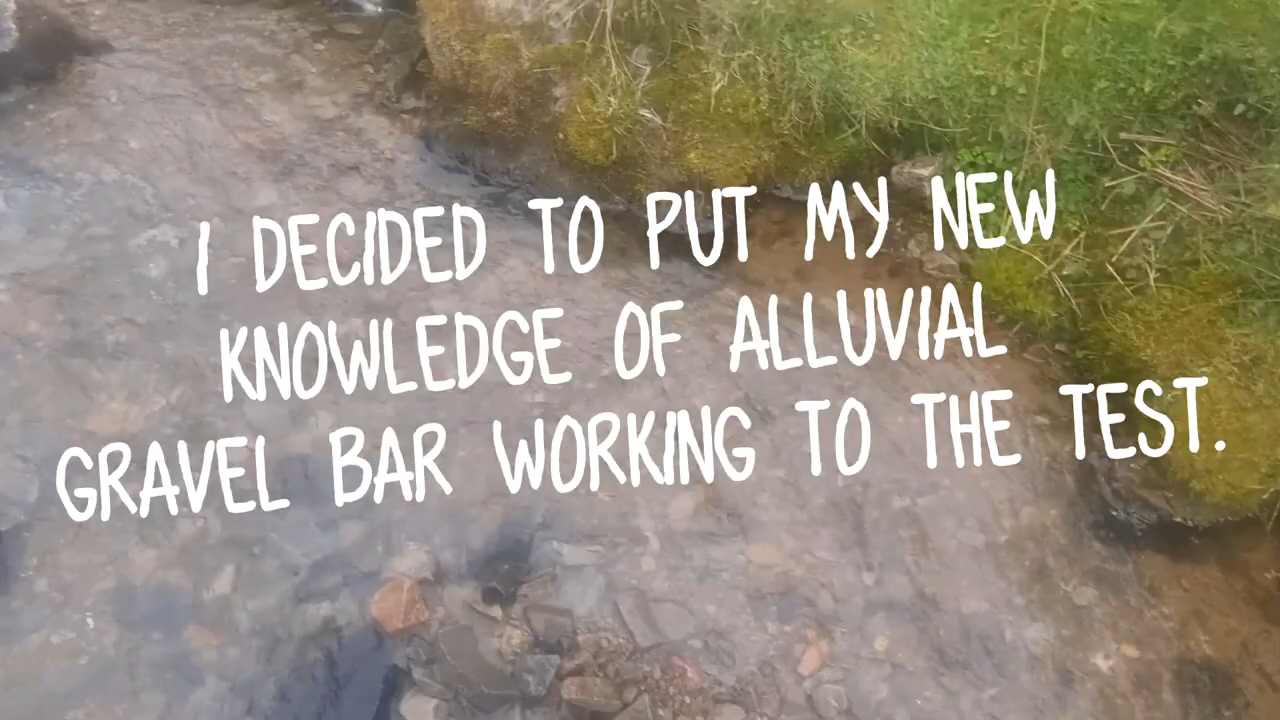 I DECIDED TO PUT MY NEW
KNOWLEDGE OF ALLUVIAL
GRAVEL BAR WORKING TO THE TEST.